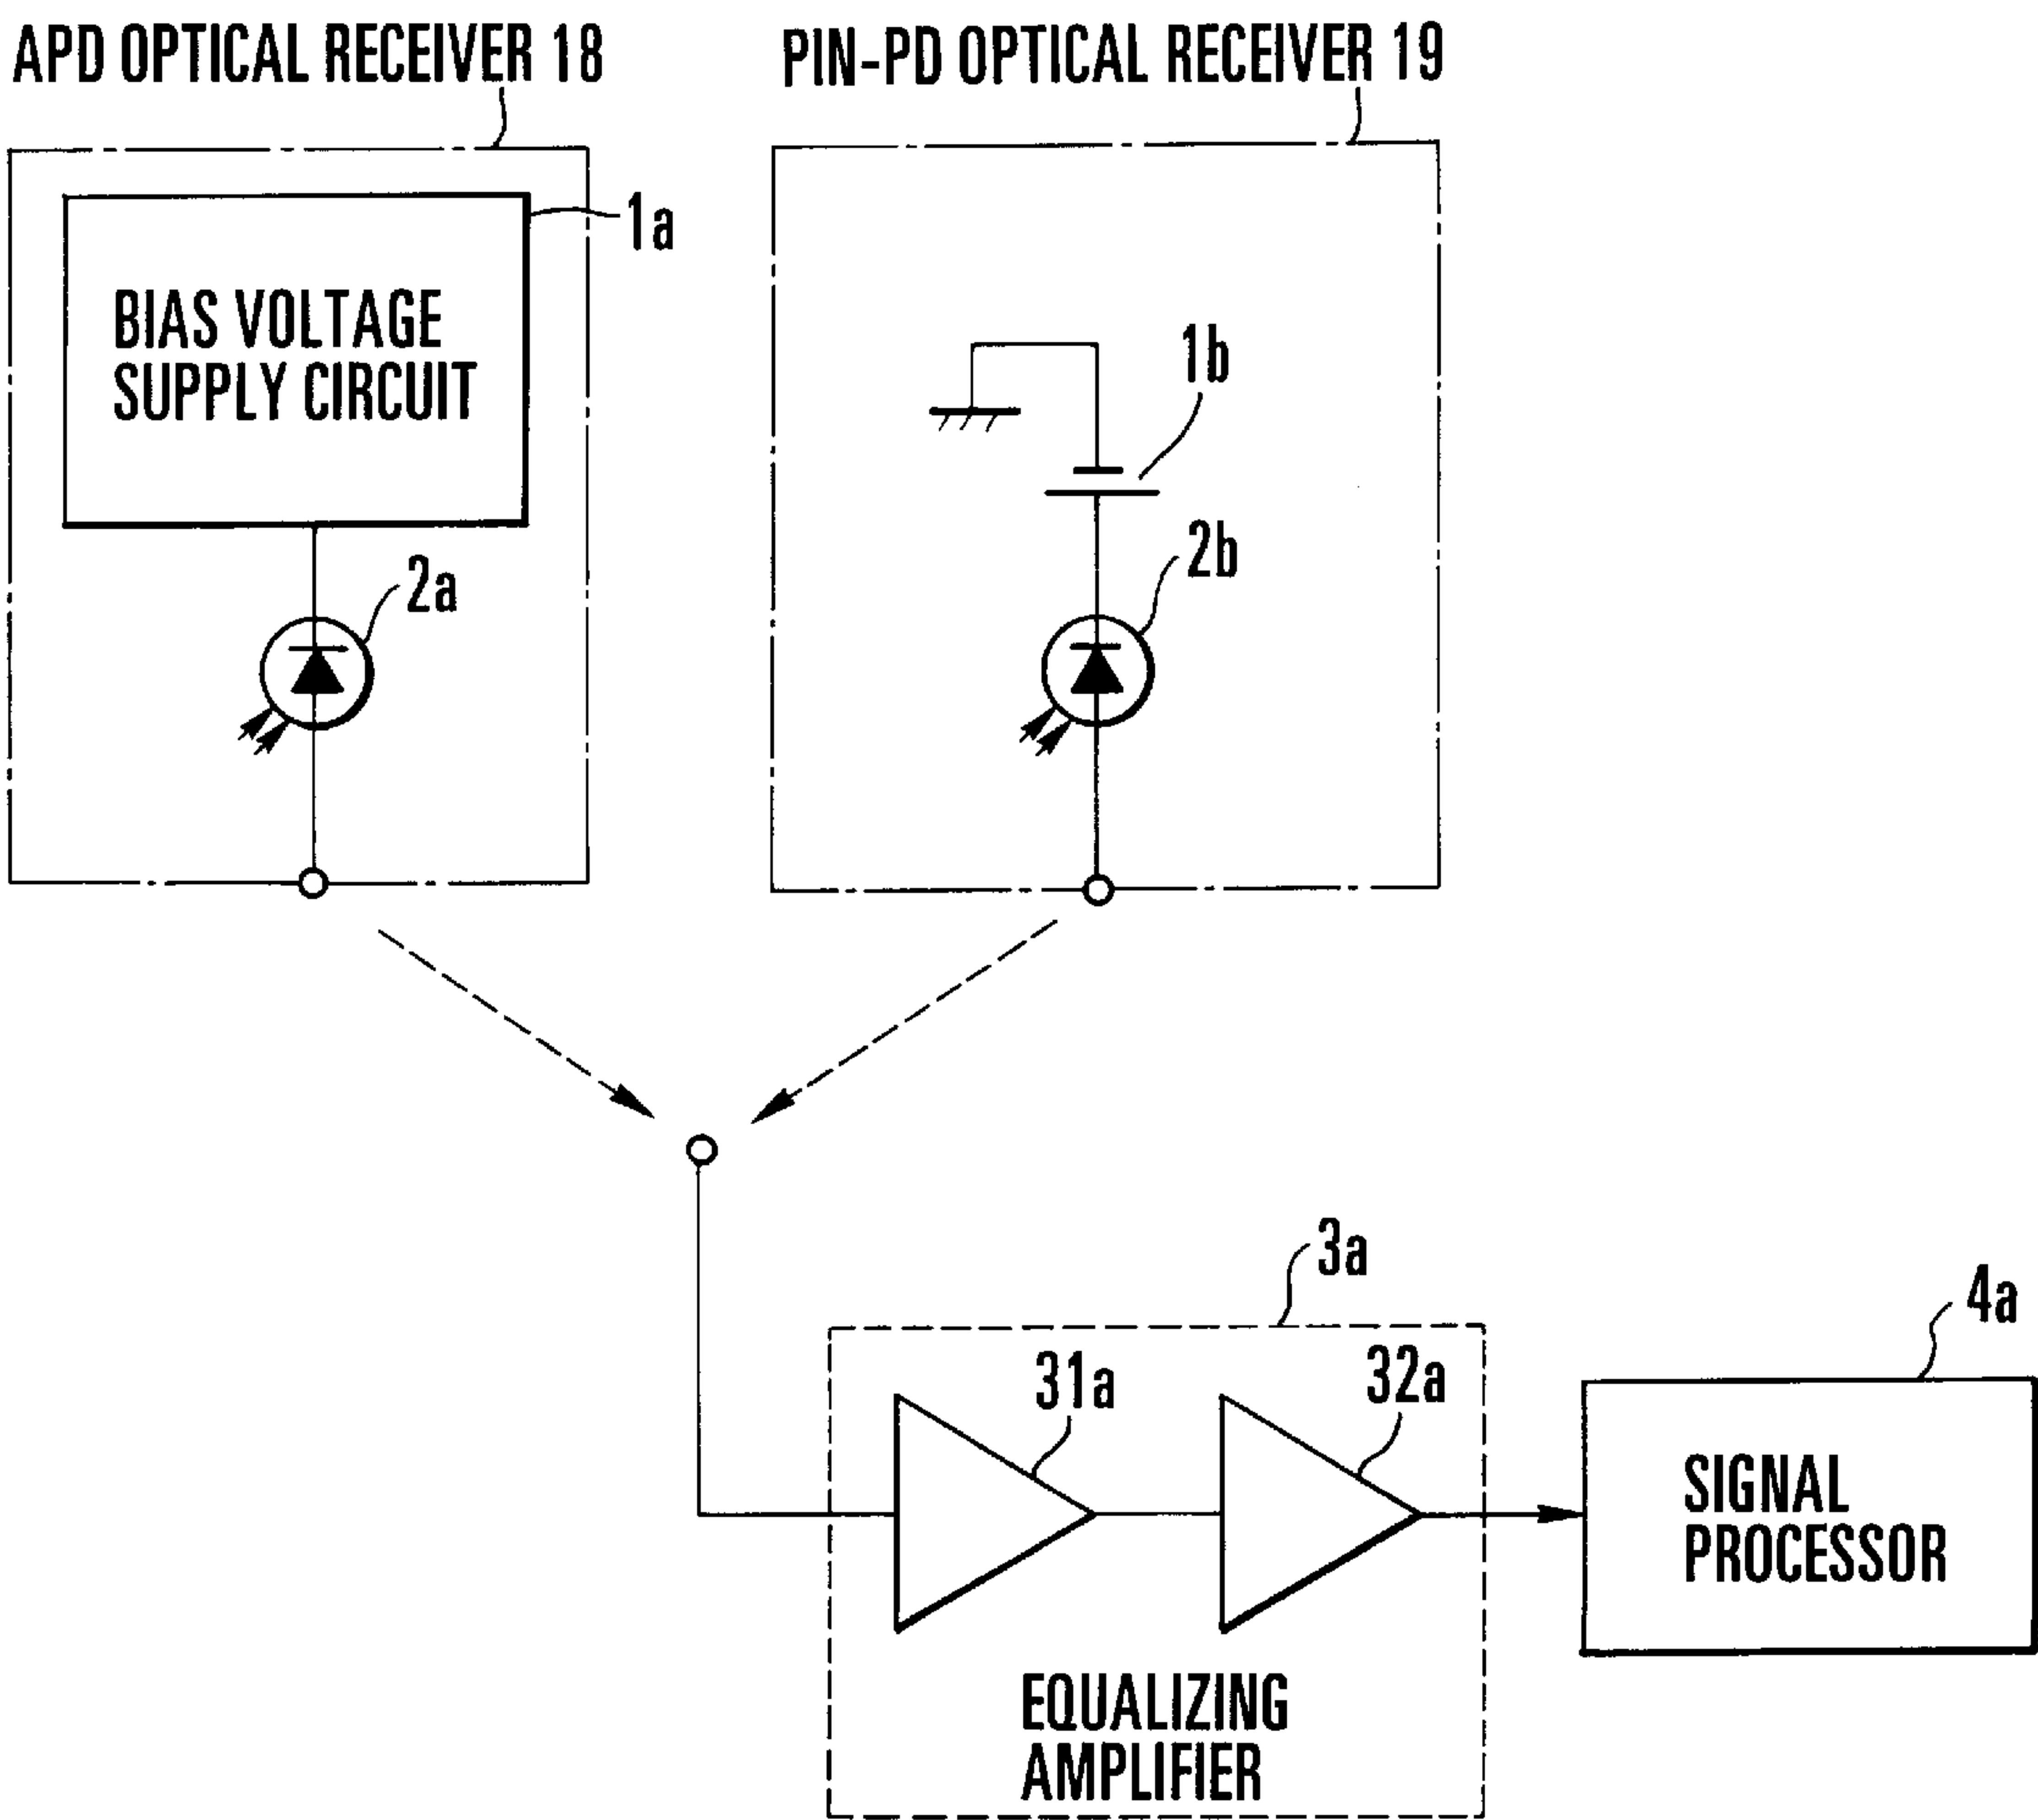 APD OPTICAL RECEIVER 18
PIN-PD OPTICAL RECEIVER 19
1a
BIAS VOLTAGE
SUPPLY CIRCUIT
1b
2a
2b
3a
4a
31a
32a
SIGNAL
PROCESSOR
EQUALIZING
AMPLIFIER